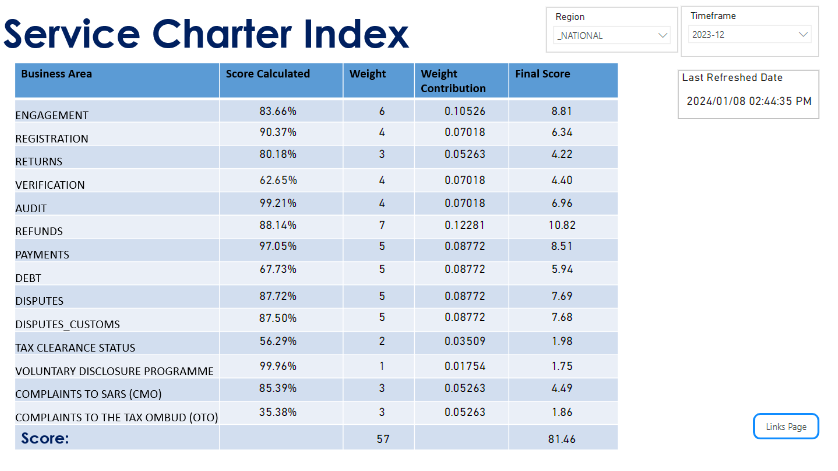 Service Charter Index
Region
_NATIONAL
Timeframe
2023-12
Last Refreshed Date
2024/01/08 02:44:35 PM
Business Area Score Calculated Weight Weight Contribution Final Score
ENGAGEMENT 83.66% 6 0.10526 8.81
REGISTRATION 90.37% 4 0.07018 6.34
RETURNS 80.18% 3 0.05263 4.22
VERIFICATION 62.65% 4 0.07018 4.40
AUDIT 99.21% 4 0.07018 6.96
REFUNDS 88.14% 7 0.12281 10.82
PAYMENTS 97.05% 5 0.08772 8.51
DEBT 67.73% 5 0.08772 5.94
DISPUTES 87.72% 5 0.08772 7.69
DISPUTES_CUSTOMS 87.50% 5 0.08772 7.68
TAX CLEARANCE STATUS 56.29% 2 0.03509 1.98
VOLUNTARY DISCLOSURE PROGRAMME 99.96% 1 0.01754 1.75
COMPLAINTS TO SARS (CMO) 85.39% 3 0.05263 4.49
COMPLAINTS TO THE TAX OMBUD (OTO) 35.38% 3 0.05263 1.86
Score: 57 81.46
Links Page